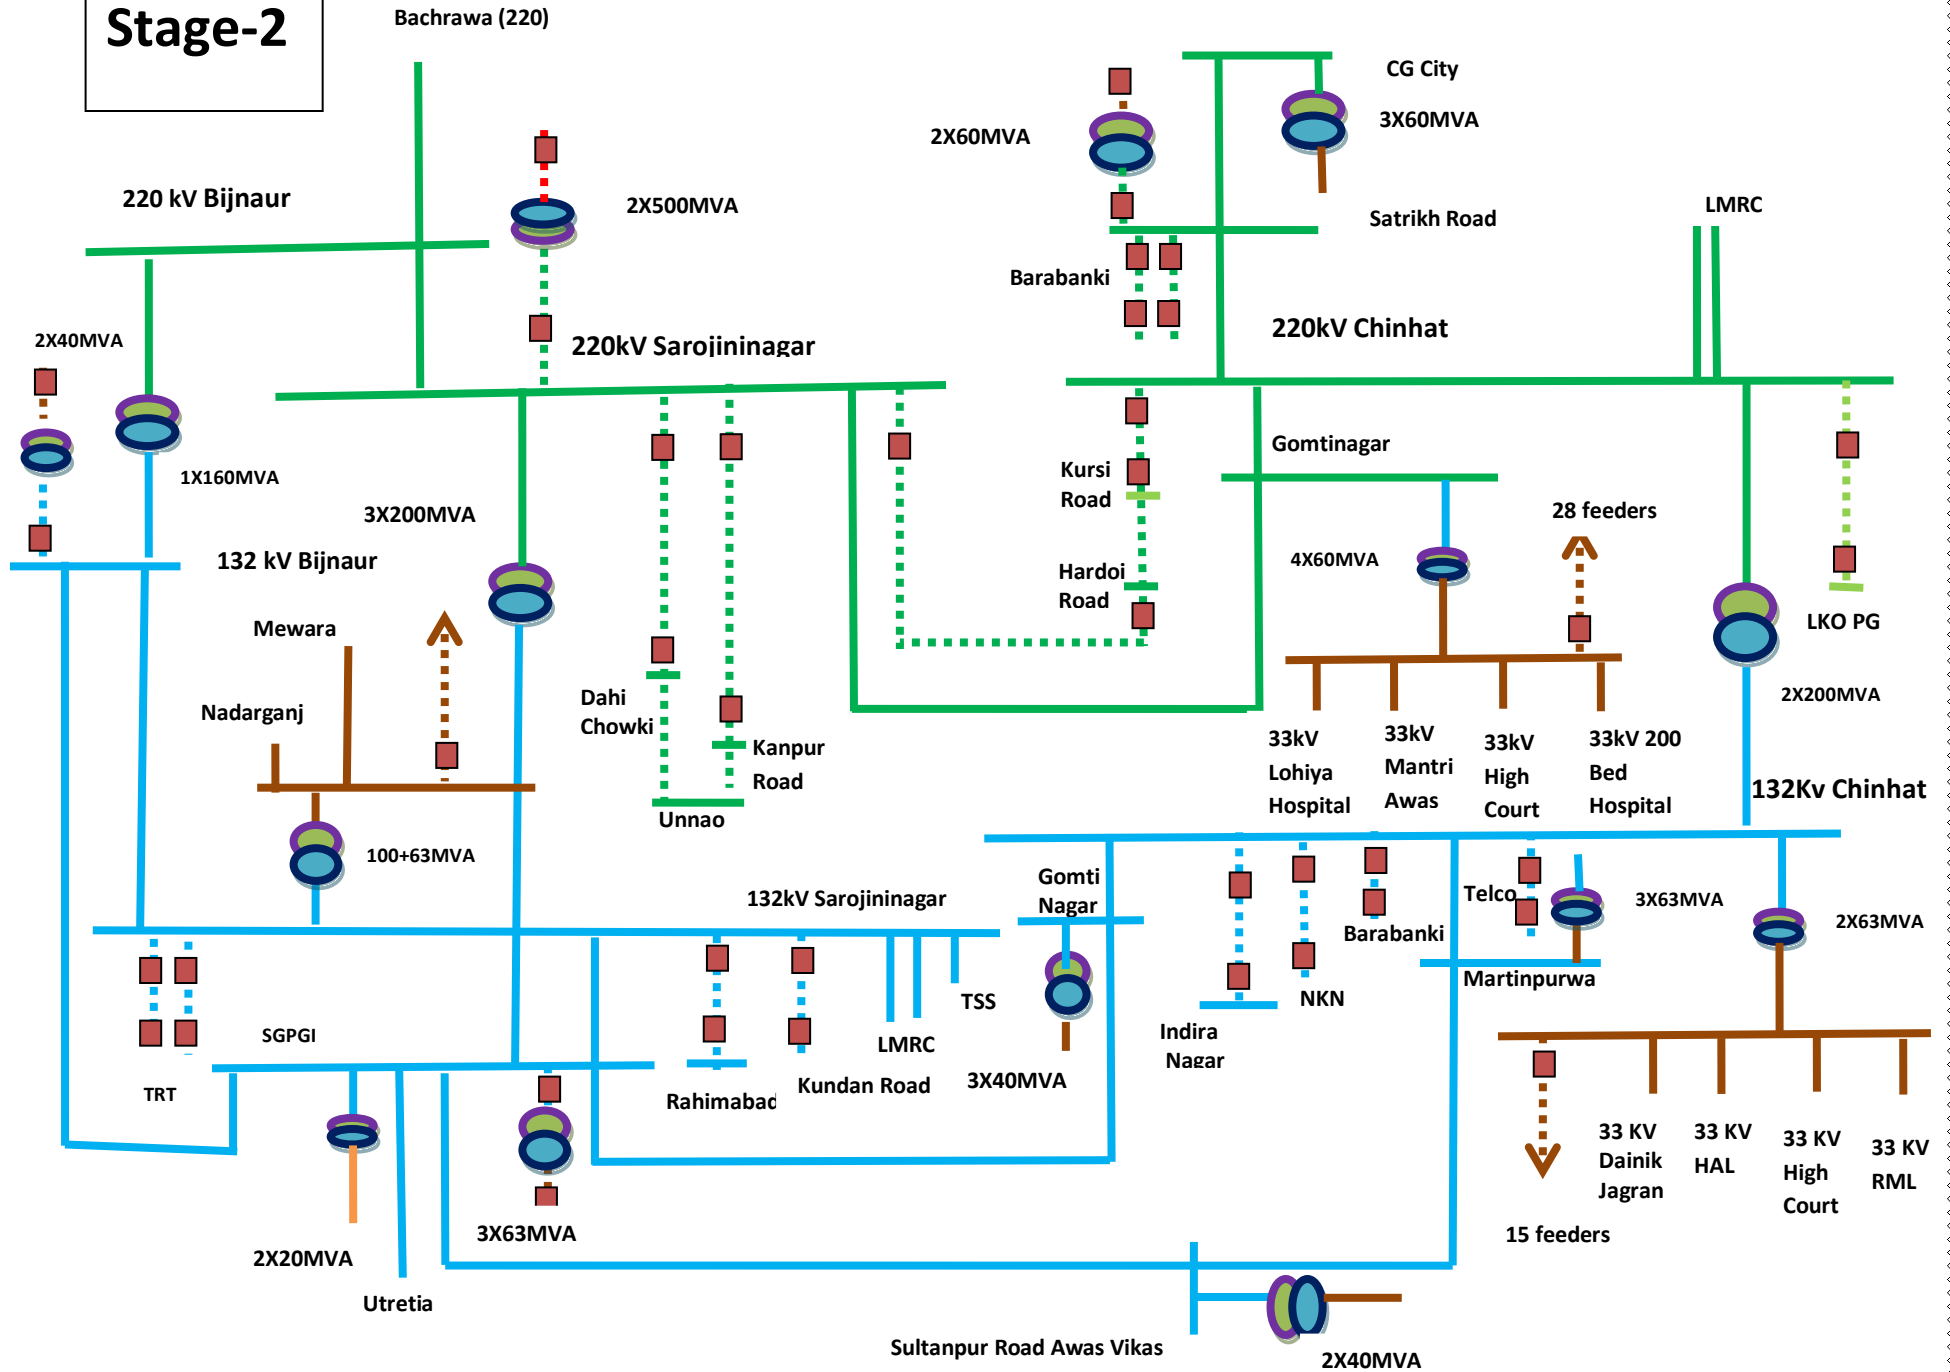 Stage-2
Bachrawa (220)
CG City
3X60MVA
2X60MVA
220 kV Bijnaur
2X500MVA
Satrikh Road
LMRC
Barabanki
220kV Chinhat
2X40MVA
220kV Sarojininagar
Gomtinagar
Kursi
Road
1X160MVA
3X200MVA
28 feeders
132 kV Bijnaur
4X60MVA
Hardoi
Road
Mewara
LKO PG
2X200MVA
Nadarganj
Dahi
Chowki
Kanpur
Road
33kV
Lohiya
Hospital
33kV
Mantri
Awas
33kV
High
Court
33kV 200
Bed
Hospital
132Kv Chinhat
Unnao
100+63MVA
132kV Sarojininagar
Gomti
Nagar
Telco
3X63MVA
2X63MVA
Barabanki
Martinpurwa
NKN
TSS
SGPGI
LMRC
Indira
Nagar
TRT
Rahimabad
Kundan Road
3X40MVA
33 KV
Dainik
Jagran
33 KV
HAL
33 KV
High
Court
33 KV
RML
3X63MVA
15 feeders
2X20MVA
Utretia
Sultanpur Road Awas Vikas
2X40MVA